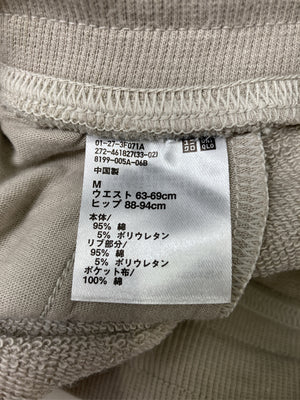 01-27-3F071A
272-461827(33-02)
8199-005A-06B
中国製
M
ウエスト 63-69cm
ヒップ 88-94cm
本体/
95% 綿
5% ポリウレタン
リブ部分/
95% 綿
5% ポリウレタン
ポケット布/
100% 綿